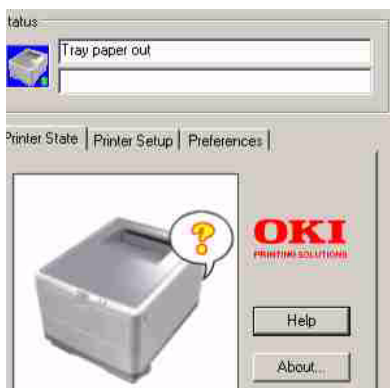 tatus
Tray paper out
Printer State Printer Setup Preferences
?
OKI
PRINTING SOLUTIONS
Help
About...